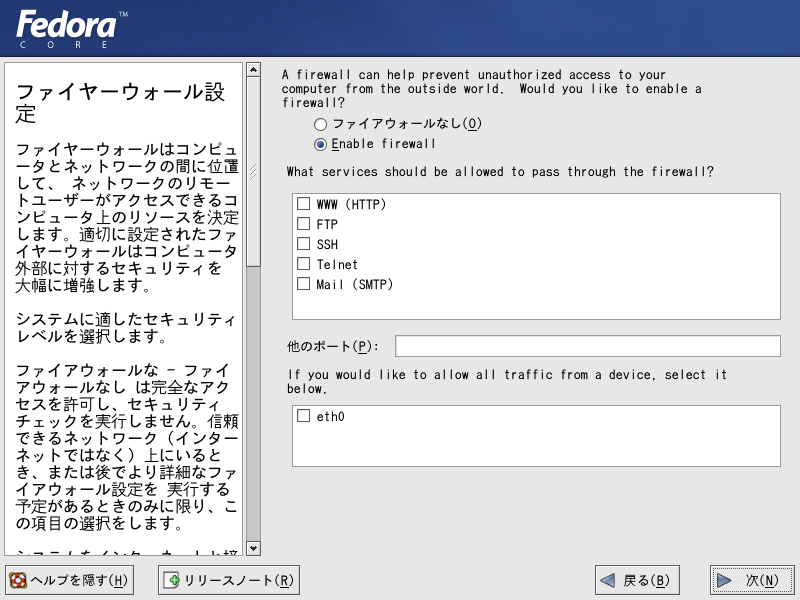 Fedora™
CORE
ファイヤーウォール設
定
ファイヤーウォールはコンピュ
ータとネットワークの間に位置
して、 ネットワークのリモー
トユーザーがアクセスできるコ
ンピュータ上のリソースを決定
します。適切に設定されたファ
イヤーウォールはコンピュータ
外部に対するセキュリティを
大幅に増強します。
システムに適したセキュリティ
レベルを選択します。
ファイアウォールな - ファイ
アウォールなし は完全なアク
セスを許可し、セキュリティ
チェックを実行しません。信頼
できるネットワーク（インター
ネットではなく）上にいると
き、または後でより詳細なファ
イアウォール設定を 実行する
予定があるときのみに限り、こ
の項目の選択をします。
A firewall can help prevent unauthorized access to your
computer from the outside world.  Would you like to enable a
firewall?
ファイアウォールなし(O)
Enable firewall
What services should be allowed to pass through the firewall?
WWW (HTTP)
FTP
SSH
Telnet
Mail (SMTP)
他のポート(P):
If you would like to allow all traffic from a device, select it
below.
eth0
ヘルプを隠す(H)
リリースノート(R)
戻る(B)
次(N)